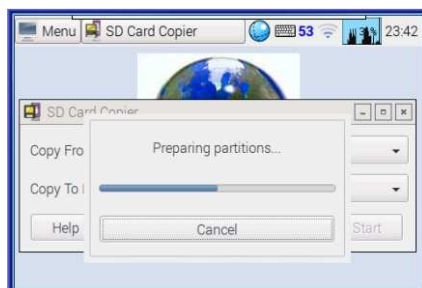 Menu SD Card Copier 53 23:42
SD Card Copier
Copy Fro
Preparing partitions...
Copy To
Help Cancel Start